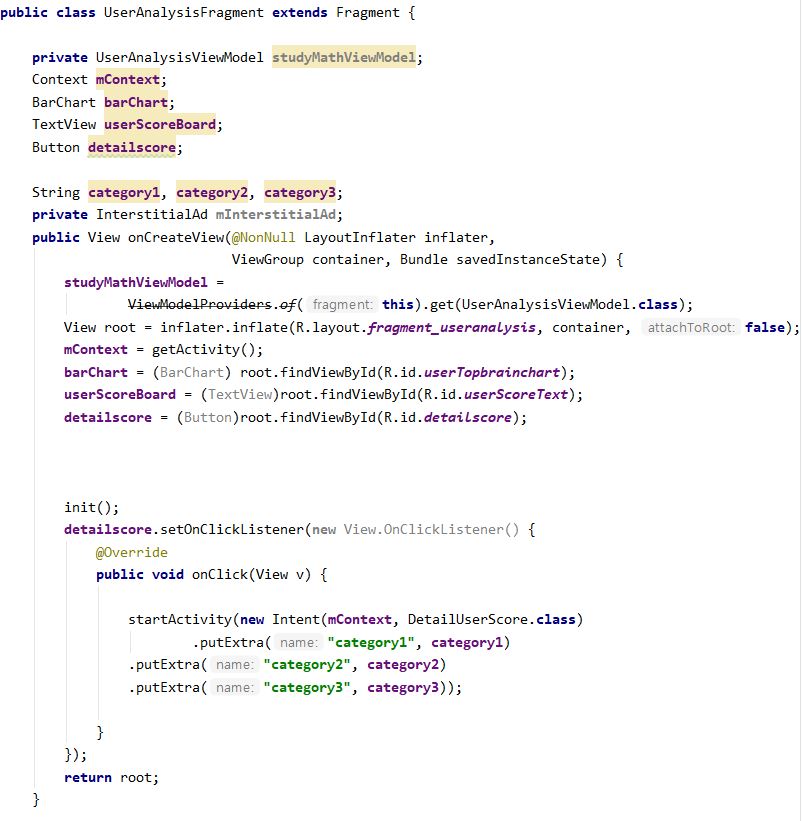 public class UserAnalysisFragment extends Fragment {
private UserAnalysisViewModel studyMathViewModel;
Context mContext;
BarChart barChart;
TextView userScoreBoard;
Button detailscore;
String category1, category2, category3;
private InterstitialAd mInterstitialAd;
public View onCreateView(@NonNull LayoutInflater inflater,
ViewGroup container, Bundle savedInstanceState) {
studyMathViewModel =
ViewModelProviders.of( fragment: this).get(UserAnalysisViewModel.class);
View root = inflater.inflate(R.layout.fragment_useranalysis, container, attachToRoot: false);
mContext = getActivity();
barChart = (BarChart) root.findViewById(R.id.userTopbrainchart);
userScoreBoard = (TextView)root.findViewById(R.id.userScoreText);
detailscore = (Button)root.findViewById(R.id.detailscore);
init();
detailscore.setOnClickListener(new View.OnClickListener() {
@Override
public void onClick(View v) {
startActivity(new Intent(mContext, DetailUserScore.class)
.putExtra( name: "category1", category1)
.putExtra( name: "category2", category2)
.putExtra( name: "category3", category3));
}
});
return root;
}